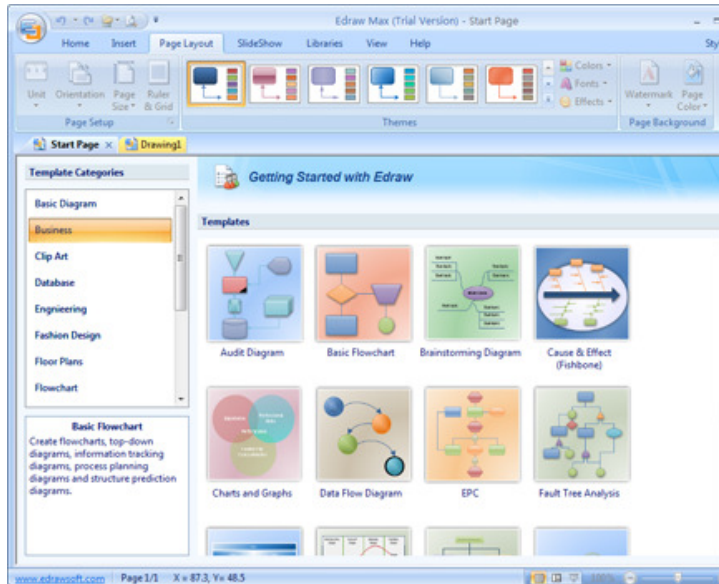 Edraw Max (Trial Version) - Start Page
Home Insert Page Layout SlideShow Libraries View Help Sty
Unit Orientation Page Size Ruler & Grid
Colors
Fonts
Effects
Watermark Page Color
Page Setup Themes Page Background
Start Page Drawing1
Template Categories
Basic Diagram
Business
Clip Art
Database
Engnieering
Fashion Design
Floor Plans
Flowchart
Basic Flowchart
Create flowcharts, top-down
diagrams, information tracking
diagrams, process planning
diagrams and structure prediction
diagrams.
Getting Started with Edraw
Templates
Audit Diagram Basic Flowchart Brainstorming Diagram Cause & Effect
(Fishbone)
Charts and Graphs Data Flow Diagram EPC Fault Tree Analysis
www.edrawsoft.com Page1/1 X = 87.3, Y= 48.5 100%